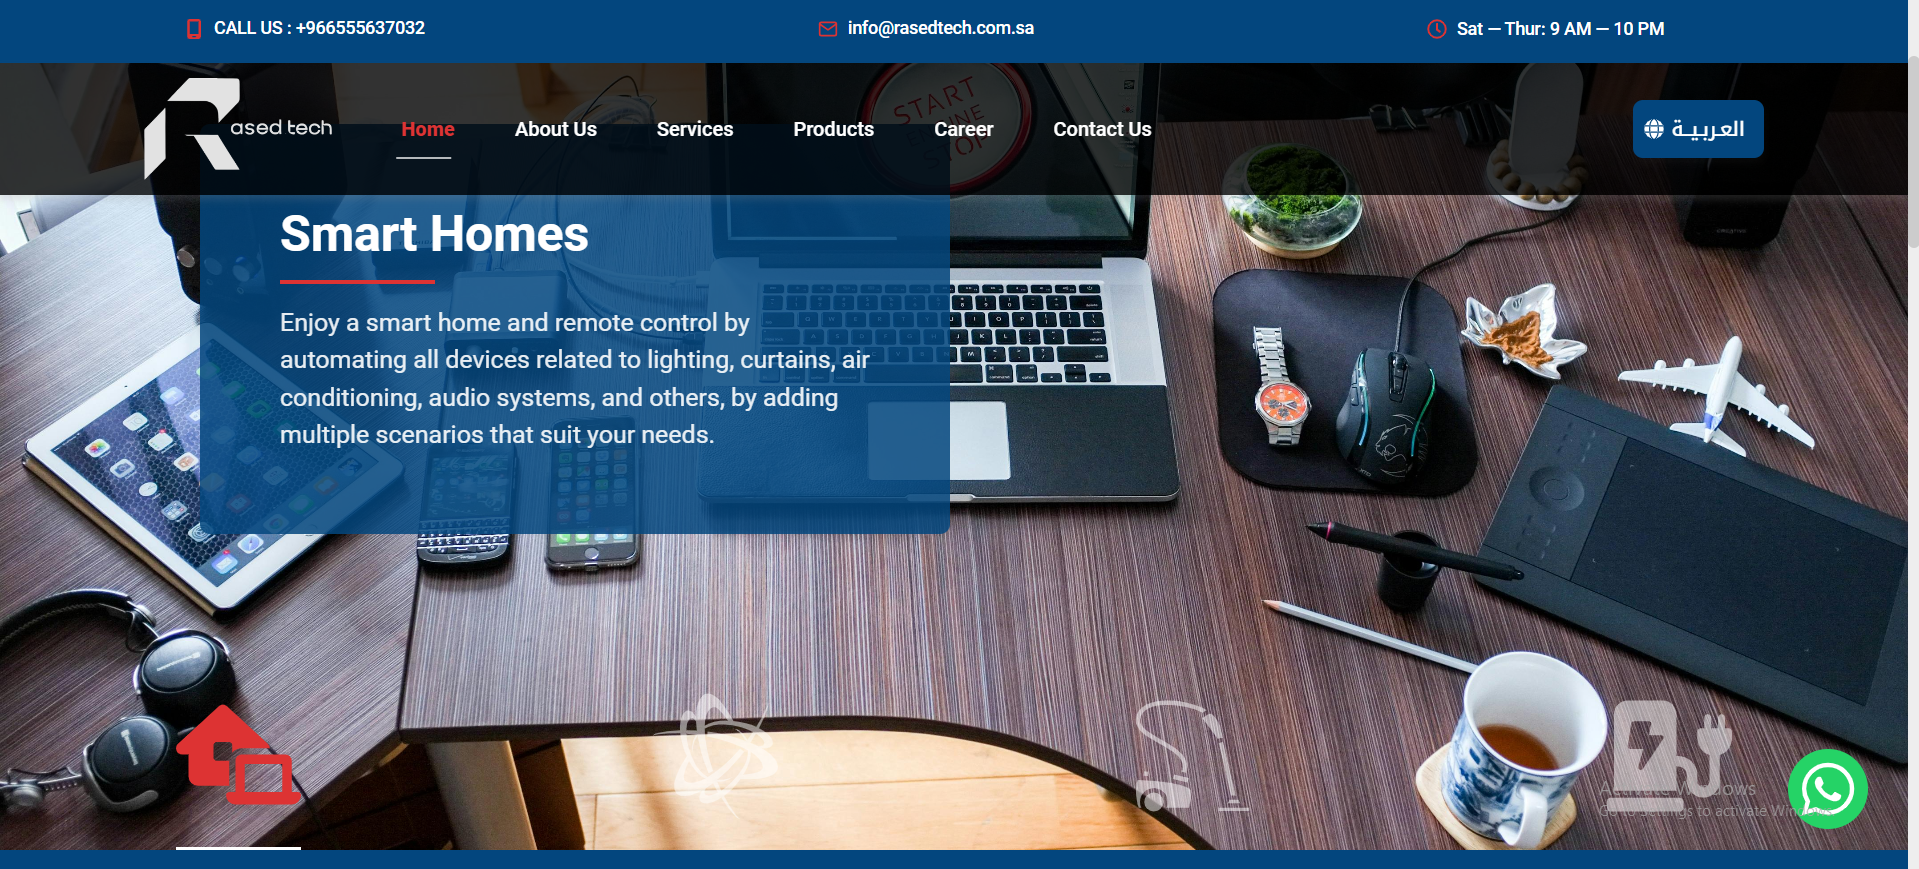 CALL US : +966555637032
info@rasedtech.com.sa
Sat — Thur: 9 AM — 10 PM
ased tech
Home
About Us
Services
Products
Career
Contact Us
العربية
START
STOP
Smart Homes
Enjoy a smart home and remote control by
automating all devices related to lighting, curtains, air
conditioning, audio systems, and others, by adding
multiple scenarios that suit your needs.
Activate Windows
Go to Settings to activate Windows.